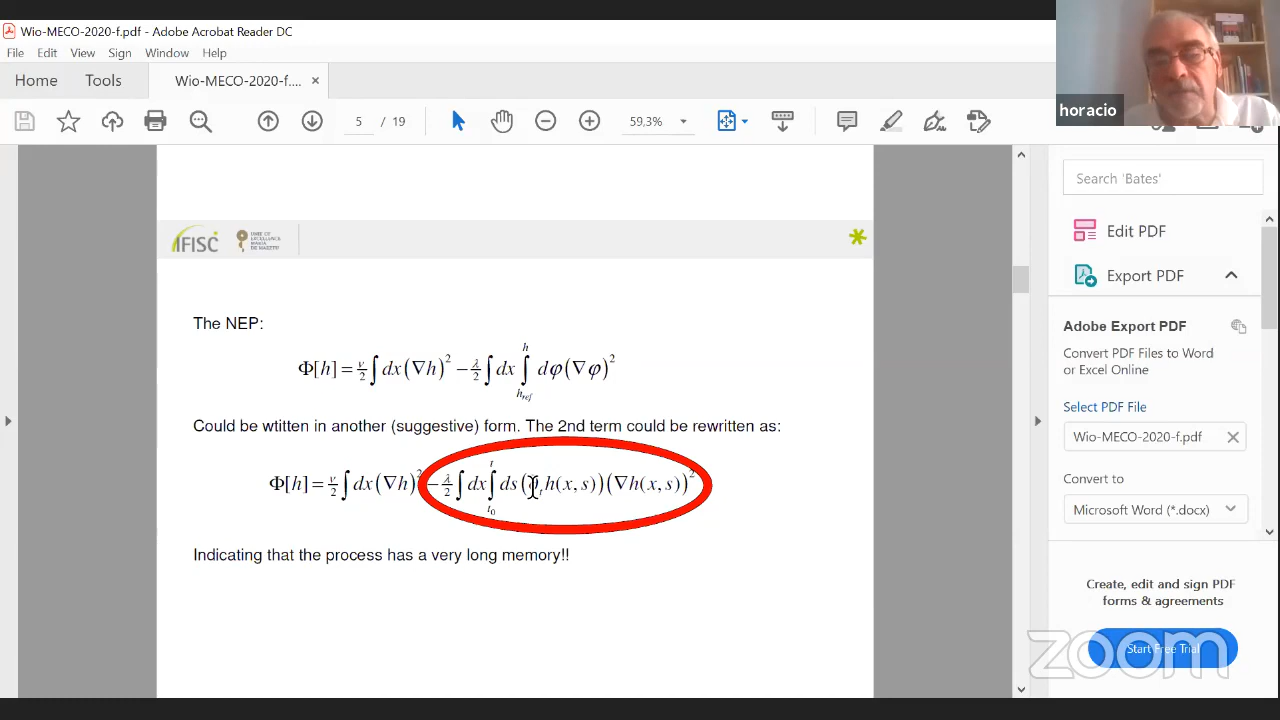 Wio-MECO-2020-f.pdf - Adobe Acrobat Reader DC
File Edit View Sign Window Help
Home Tools Wio-MECO-2020-f.... ×
5 / 19 59,3%
horacio
IFISC
The NEP:
Φ[h] = ν/2 ∫ dx (∇h)² − λ/2 ∫ dx ∫_{h_ref}^{h} dφ (∇φ)²
Could be wtitten in another (suggestive) form. The 2nd term could be rewritten as:
Φ[h] = ν/2 ∫ dx (∇h)² − λ/2 ∫ dx ∫_{t₀}^{t} ds (∂_t h(x, s)) (∇h(x, s))²
Indicating that the process has a very long memory!!
Search 'Bates'
Edit PDF
Export PDF
Adobe Export PDF
Convert PDF Files to Word
or Excel Online
Select PDF File
Wio-MECO-2020-f.pdf
Convert to
Microsoft Word (*.docx)
Create, edit and sign PDF
forms & agreements
Start Free Trial
zoom